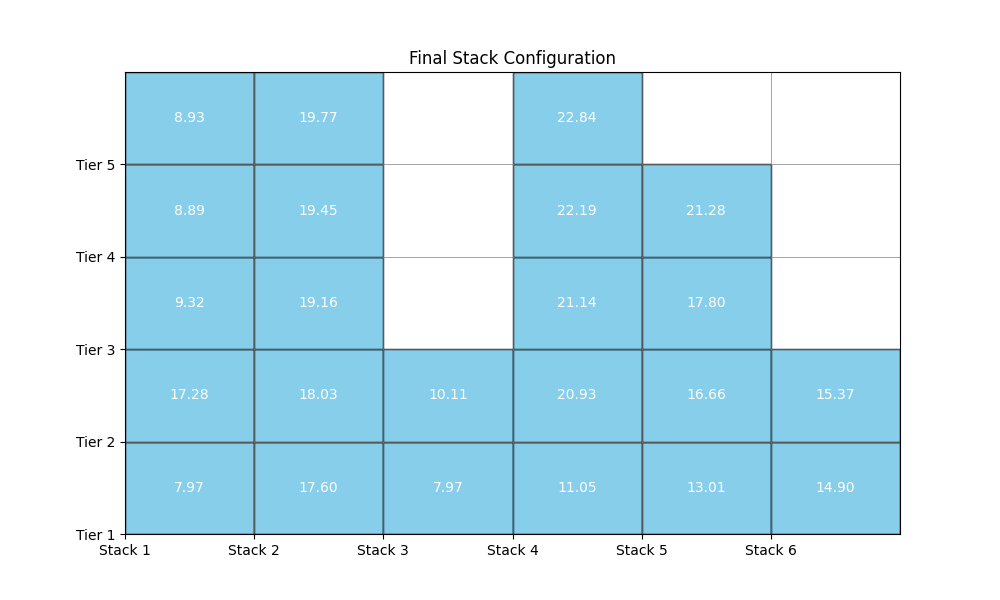 Final Stack Configuration
8.93 19.77 22.84
Tier 5
8.89 19.45 22.19 21.28
Tier 4
9.32 19.16 21.14 17.80
Tier 3
17.28 18.03 10.11 20.93 16.66 15.37
Tier 2
7.97 17.60 7.97 11.05 13.01 14.90
Tier 1
Stack 1 Stack 2 Stack 3 Stack 4 Stack 5 Stack 6